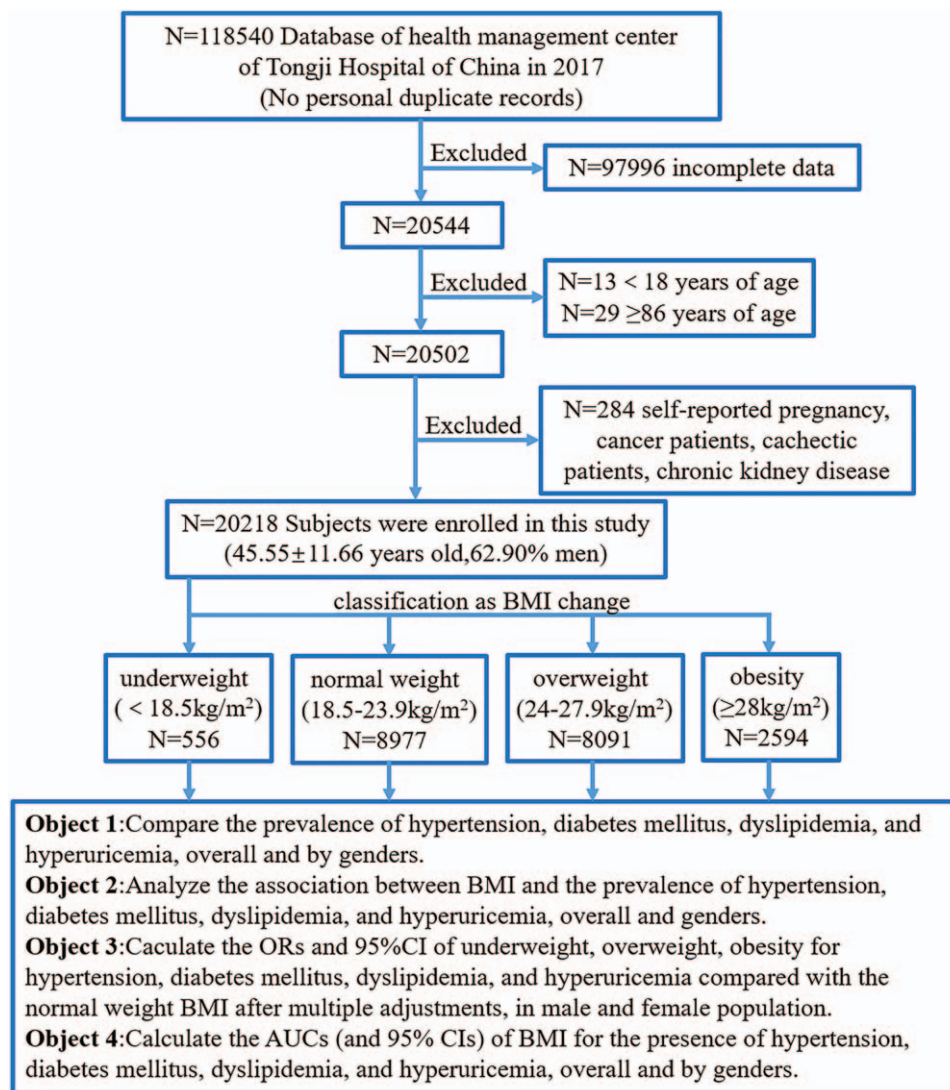 N=118540 Database of health management center
of Tongji Hospital of China in 2017
(No personal duplicate records)
Excluded
N=97996 incomplete data
N=20544
Excluded
N=13 < 18 years of age
N=29 ≥86 years of age
N=20502
Excluded
N=284 self-reported pregnancy,
cancer patients, cachectic
patients, chronic kidney disease
N=20218 Subjects were enrolled in this study
(45.55±11.66 years old,62.90% men)
classification as BMI change
underweight
( < 18.5kg/m²)
N=556
normal weight
(18.5-23.9kg/m²)
N=8977
overweight
(24-27.9kg/m²)
N=8091
obesity
(≥28kg/m²)
N=2594
Object 1:Compare the prevalence of hypertension, diabetes mellitus, dyslipidemia, and
hyperuricemia, overall and by genders.
Object 2:Analyze the association between BMI and the prevalence of hypertension,
diabetes mellitus, dyslipidemia, and hyperuricemia, overall and genders.
Object 3:Caculate the ORs and 95%CI of underweight, overweight, obesity for
hypertension, diabetes mellitus, dyslipidemia, and hyperuricemia compared with the
normal weight BMI after multiple adjustments, in male and female population.
Object 4:Calculate the AUCs (and 95% CIs) of BMI for the presence of hypertension,
diabetes mellitus, dyslipidemia, and hyperuricemia, overall and by genders.